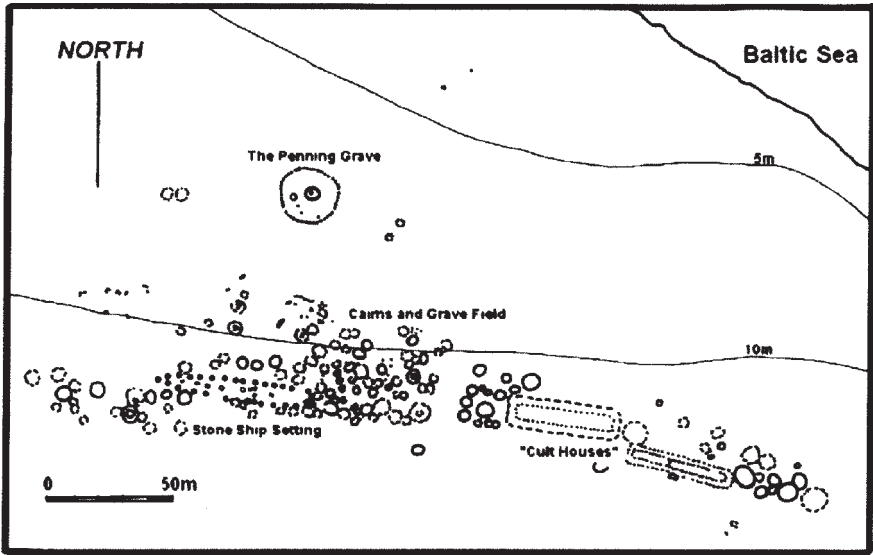 NORTH
Baltic Sea
The Penning Grave
5m
Cairns and Grave Field
10m
Stone Ship Setting
"Cult Houses"
0 50m